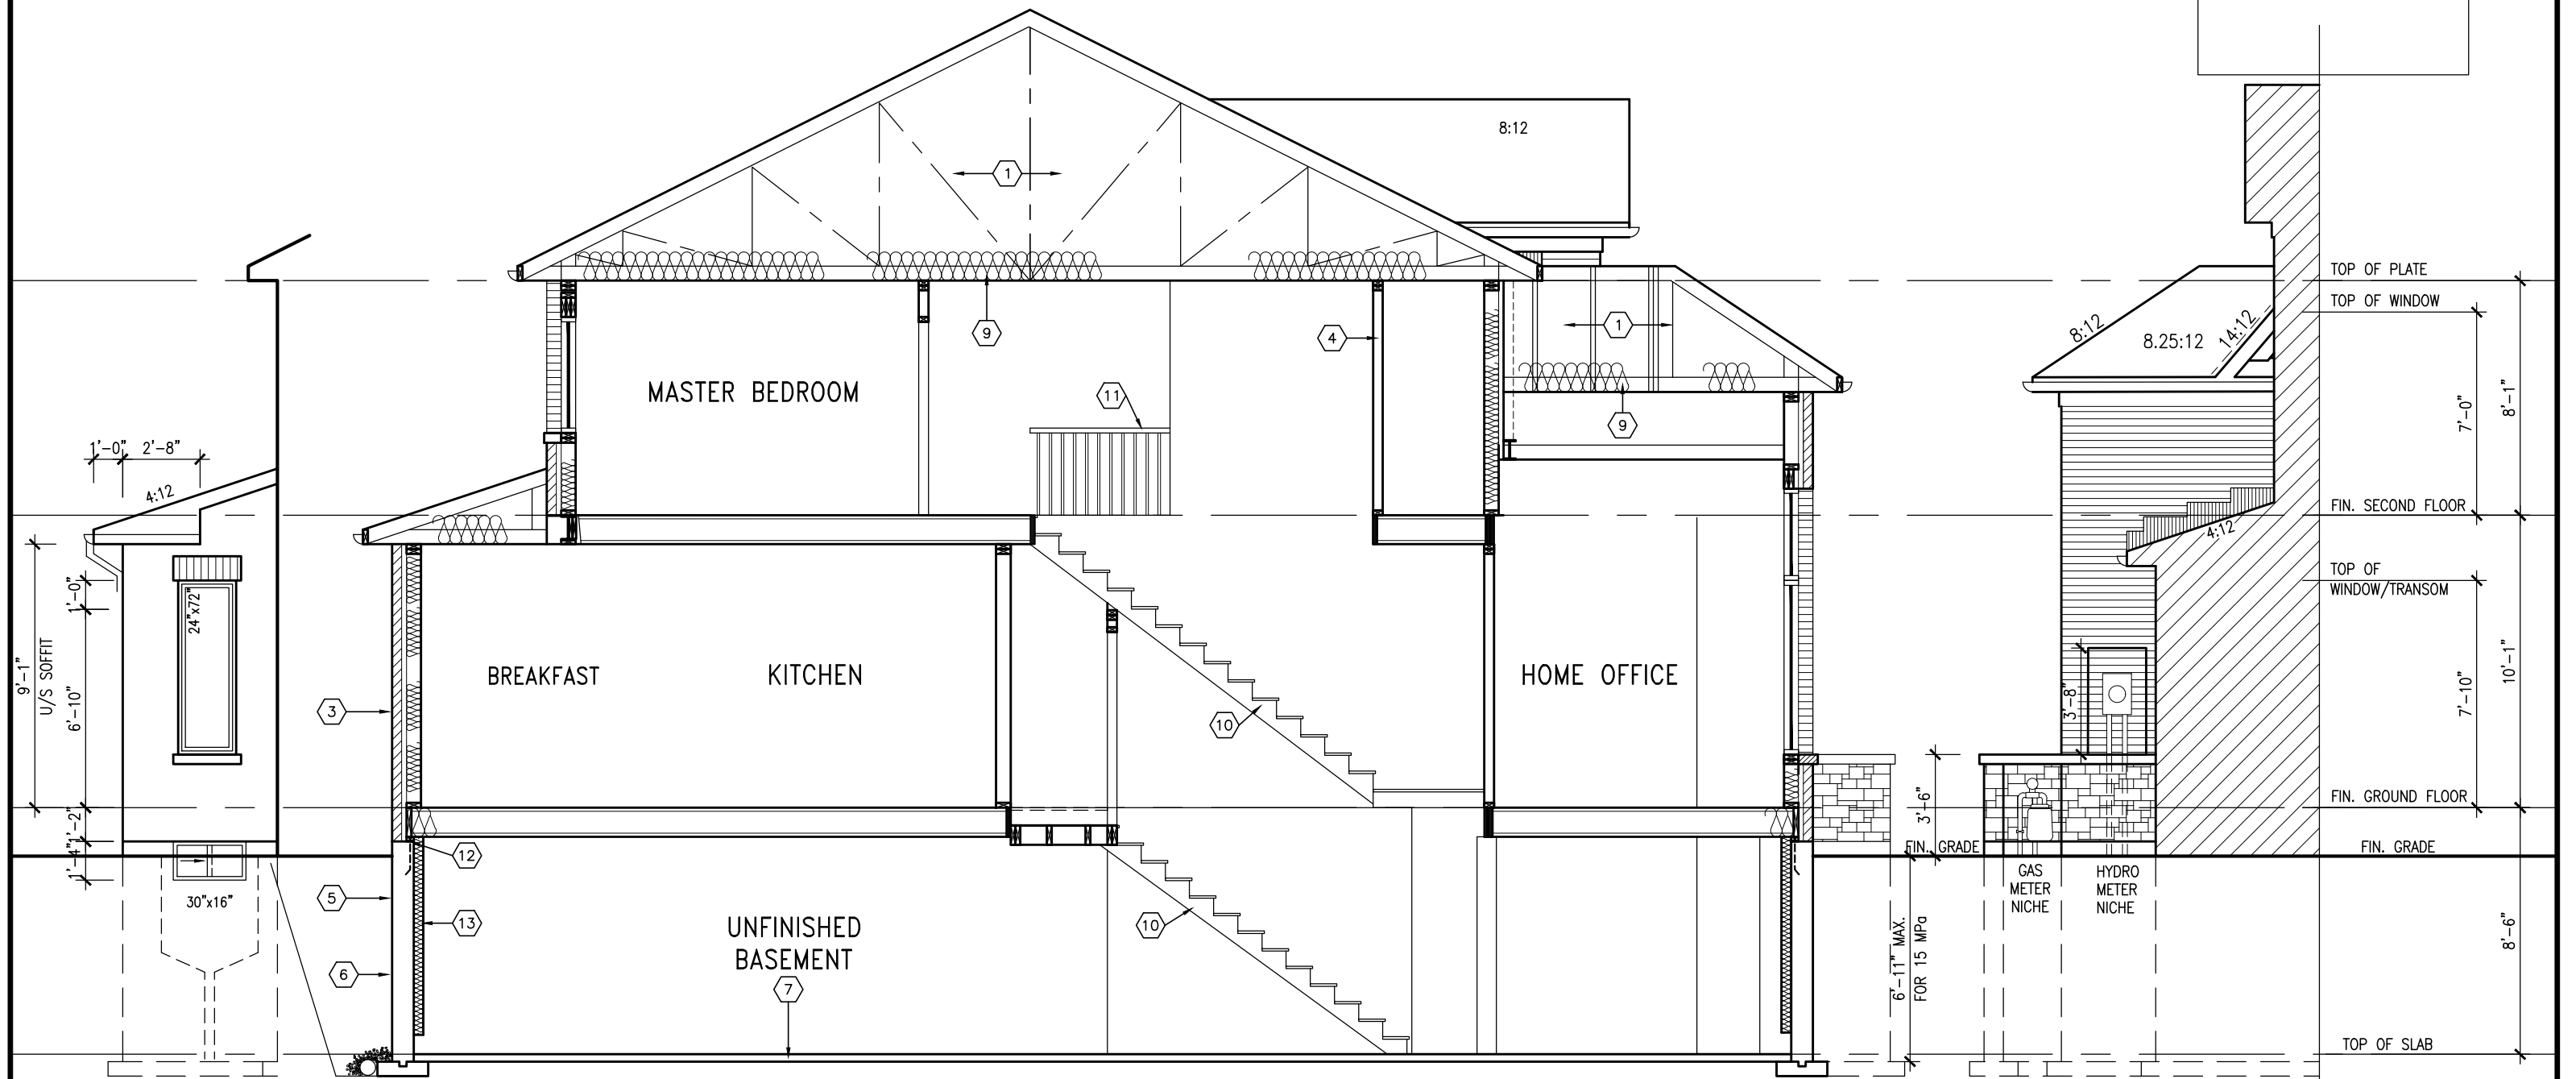 8:12
1
TOP OF PLATE
TOP OF WINDOW
9
4
1
8:12
8.25:12
14:12
MASTER BEDROOM
11
9
7'-0"
8'-1"
1'-0"
2'-8"
4:12
FIN. SECOND FLOOR
4:12
TOP OF
WINDOW/TRANSOM
1'-0"
24"x72"
9'-1"
U/S SOFFIT
6'-10"
BREAKFAST
KITCHEN
HOME OFFICE
3
10
3'-8"
7'-10"
10'-1"
FIN. GROUND FLOOR
3'-6"
1'-2"
1'-4"
12
FIN. GRADE
FIN. GRADE
30"x16"
5
13
6
UNFINISHED
BASEMENT
7
10
GAS
METER
NICHE
HYDRO
METER
NICHE
6'-11" MAX.
FOR 15 MPa
8'-6"
TOP OF SLAB